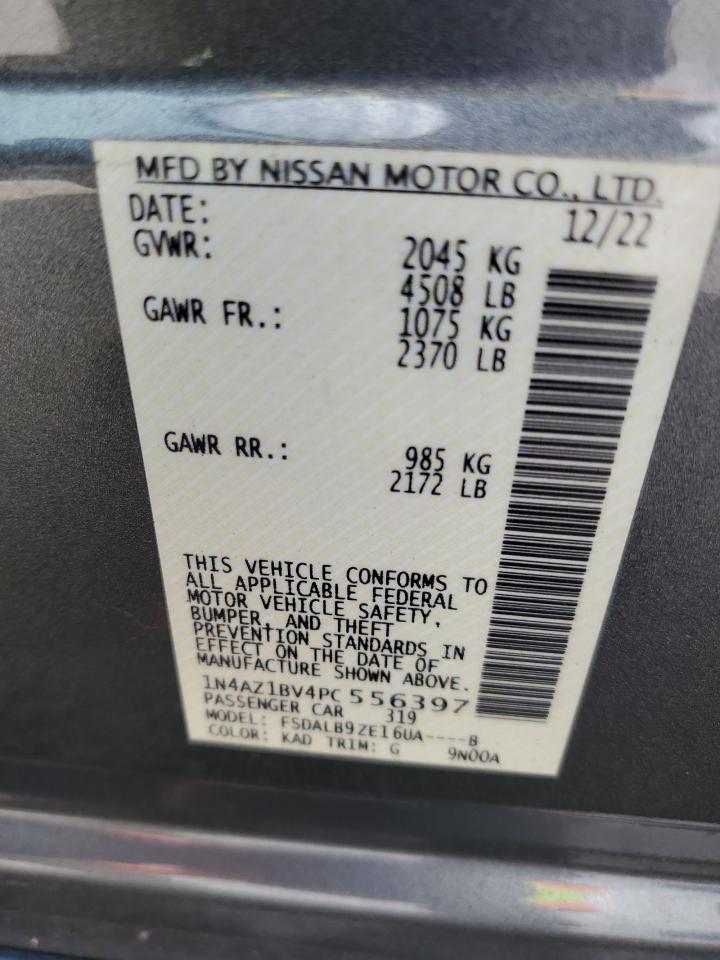 MFD BY NISSAN MOTOR CO., LTD.
DATE: 12/22
GVWR: 2045 KG
4508 LB
GAWR FR.: 1075 KG
2370 LB
GAWR RR.: 985 KG
2172 LB
THIS VEHICLE CONFORMS TO
ALL APPLICABLE FEDERAL
MOTOR VEHICLE SAFETY,
BUMPER, AND THEFT
PREVENTION STANDARDS IN
EFFECT ON THE DATE OF
MANUFACTURE SHOWN ABOVE.
1N4AZ1BV4PC 556397
PASSENGER CAR 319
MODEL: FSDALB9ZE16UA----B
COLOR: KAD TRIM: G 9N00A